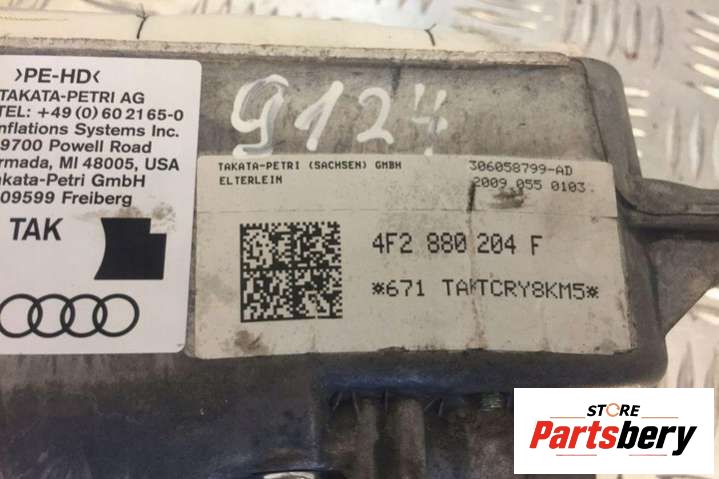 >PE-HD<
TAKATA-PETRI AG
TEL: +49 (0) 60 21 65-0
nflations Systems Inc.
9700 Powell Road
rmada, MI 48005, USA
akata-Petri GmbH
09599 Freiberg
TAK
9124
TAKATA-PETRI (SACHSEN) GMBH
ELTERLEIN
306058799-AD
2009 055 0103
4F2 880 204 F
*671 TAKTCRY8KM5*
STORE
Partsbery